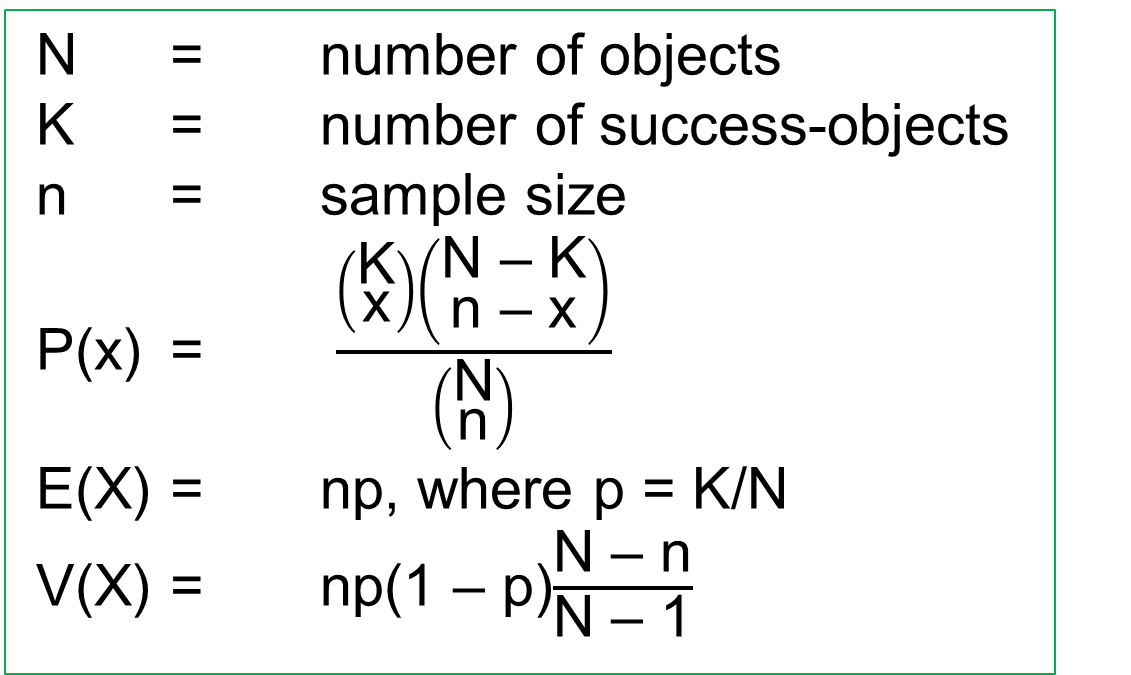 N = number of objects
K = number of success-objects
n = sample size
P(x) = (K x)(N – K n – x) / (N n)
E(X) = np, where p = K/N
V(X) = np(1 – p) N – n / N – 1